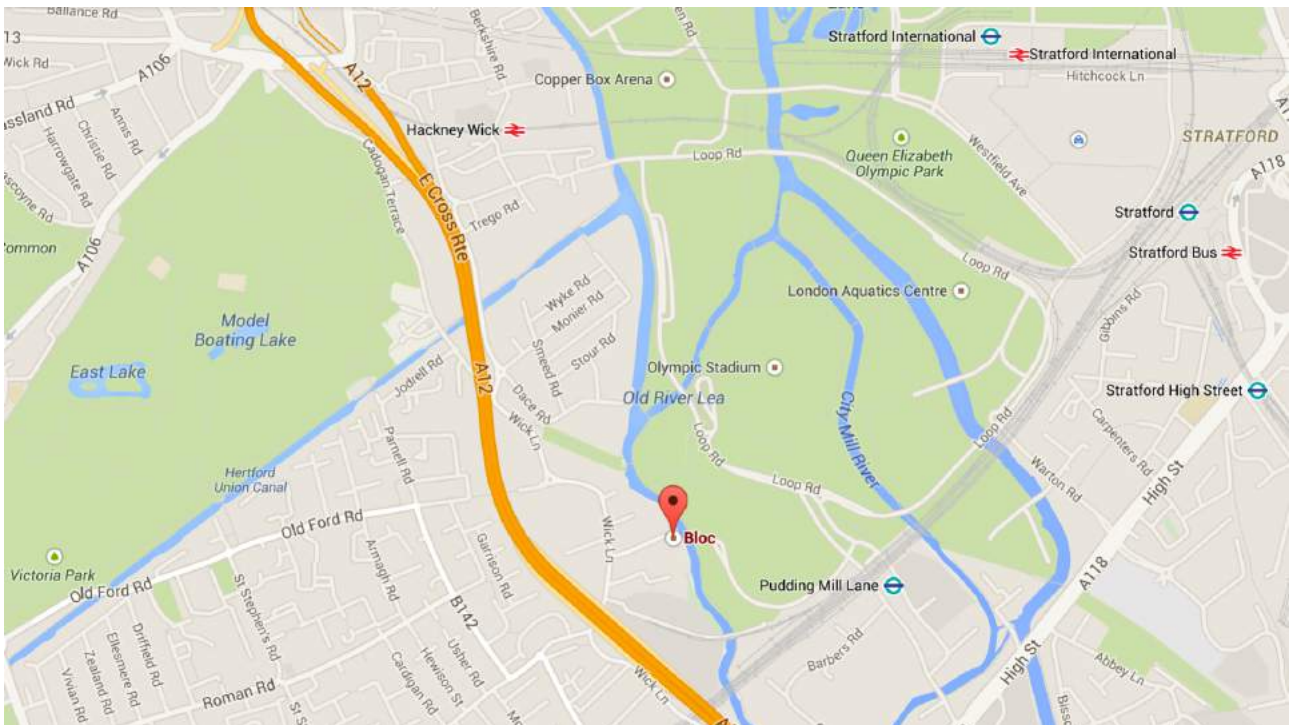 Ballance Rd
Berkshire Rd
Stratford International
Stratford International
Hitchcock Ln
13
Wick Rd
A106
A12
A12
Copper Box Arena
Hackney Wick
STRATFORD
Annis Rd
Christie Rd
Harrowgate Rd
Cadogan Terrace
E Cross Rte
Trego Rd
Loop Rd
Queen Elizabeth
Olympic Park
Westfield Ave
A118
Stratford
Stratford Bus
ommon
A106
Loop Rd
London Aquatics Centre
Gibbins Rd
Wyke Rd
Monier Rd
Stour Rd
Smeed Rd
Dace Rd
Wick Ln
Model
Boating Lake
East Lake
Jodrell Rd
Parnell Rd
Olympic Stadium
Old River Lea
City Mill River
Loop Rd
Loop Rd
Loop Rd
Stratford High Street
Carpenters Rd
Warton Rd
High St
A118
Hertford
Union Canal
Old Ford Rd
Armagh Rd
Garrison Rd
Wick Ln
Bloc
Pudding Mill Lane
Victoria Park
Old Ford Rd
St Stephen's Rd
B142
Usher Rd
Hewison St
Cardigan Rd
Driffield Rd
Ellesmere Rd
Zealand Rd
Vivian Rd
Roman Rd
Wick Ln
Barbers Rd
High St
Abbey Ln